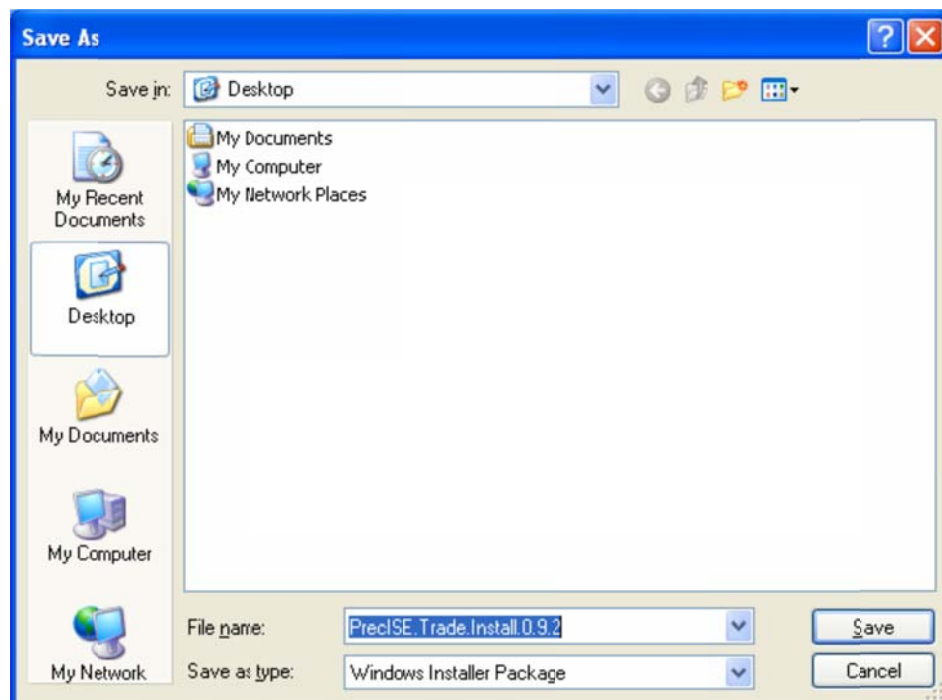 Save As
Save in:
Desktop
My Documents
My Computer
My Network Places
My Recent
Documents
Desktop
My Documents
My Computer
My Network
File name:
PrecISE.Trade.Install.0.9.2
Save
Save as type:
Windows Installer Package
Cancel